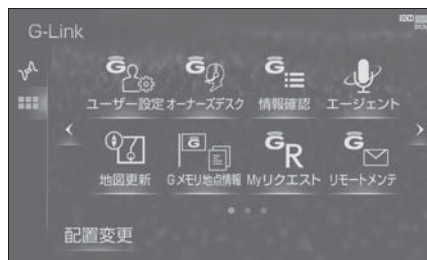 G-Link
DCM
ユーザー設定 オーナーズデスク 情報確認 エージェント
地図更新 Gメモリ地点情報 Myリクエスト リモートメンテ
配置変更